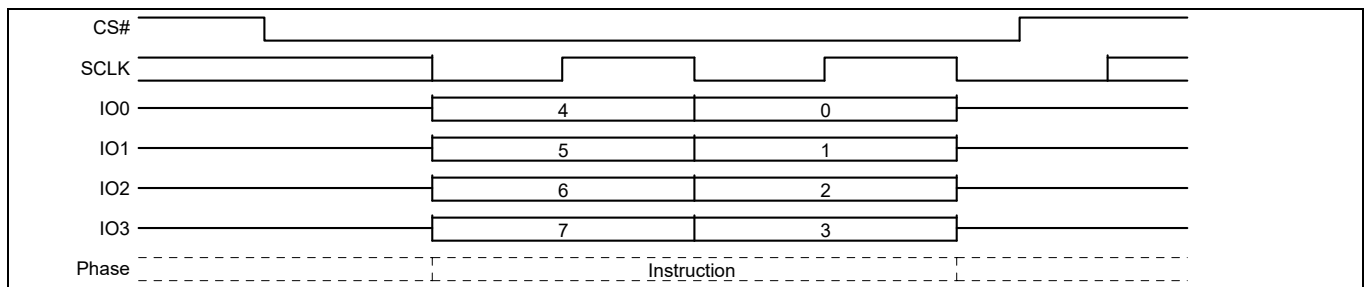 CS#
SCLK
IO0 4 0
IO1 5 1
IO2 6 2
IO3 7 3
Phase Instruction